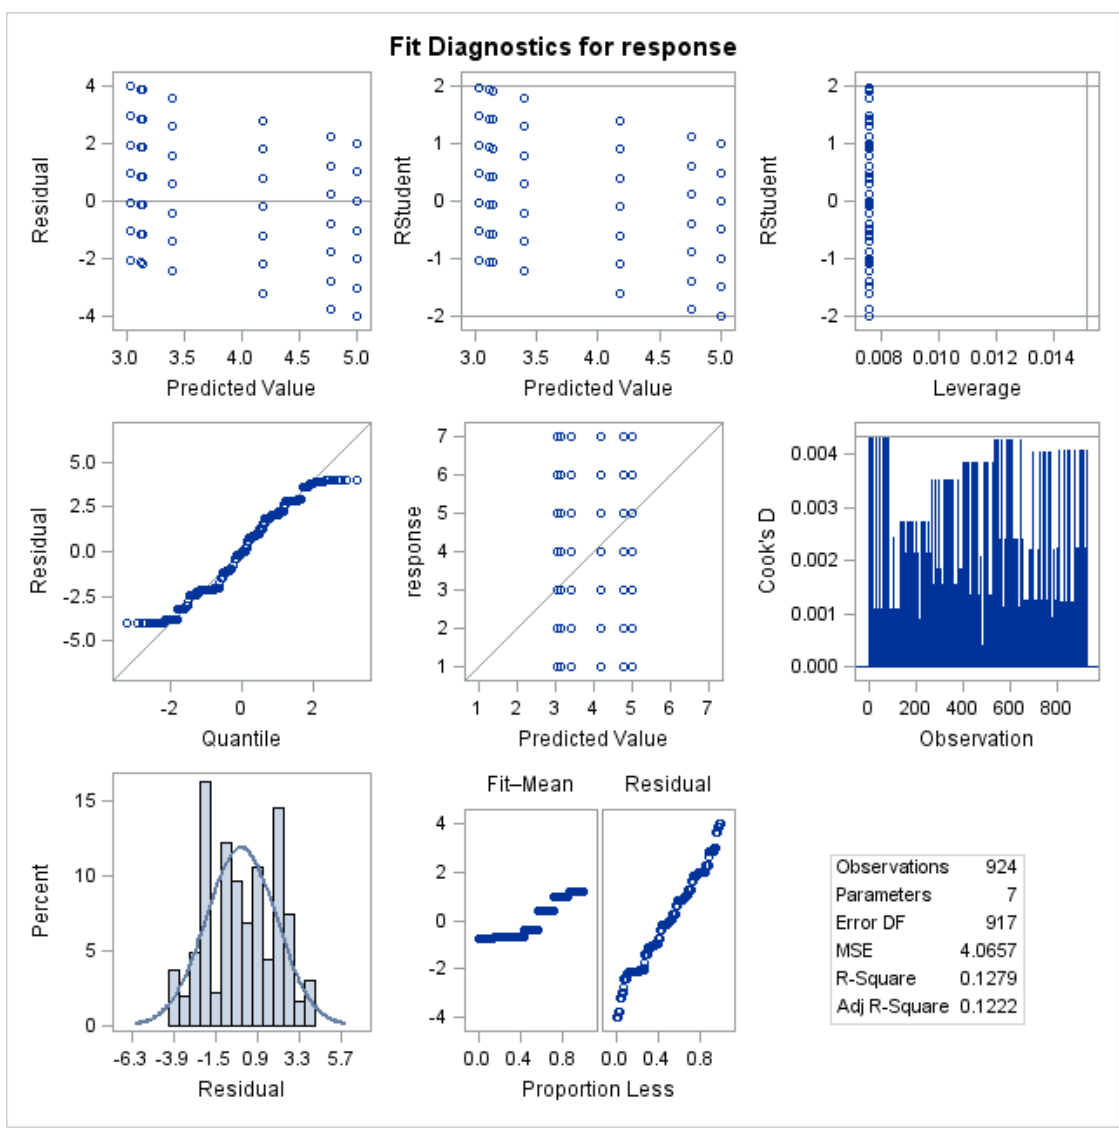 Fit Diagnostics for response
4
2
0
-2
-4
Residual
3.0 3.5 4.0 4.5 5.0
Predicted Value
2
1
0
-1
-2
RStudent
3.0 3.5 4.0 4.5 5.0
Predicted Value
2
1
0
-1
-2
RStudent
0.008 0.010 0.012 0.014
Leverage
5.0
2.5
0.0
-2.5
-5.0
Residual
-2 0 2
Quantile
7
6
5
4
3
2
1
response
1 2 3 4 5 6 7
Predicted Value
0.004
0.003
0.002
0.001
0.000
Cook's D
0 200 400 600 800
Observation
15
10
5
0
Percent
-6.3 -3.9 -1.5 0.9 3.3 5.7
Residual
Fit–Mean Residual
4
2
0
-2
-4
0.0 0.4 0.8 0.0 0.4 0.8
Proportion Less
Observations 924
Parameters 7
Error DF 917
MSE 4.0657
R-Square 0.1279
Adj R-Square 0.1222